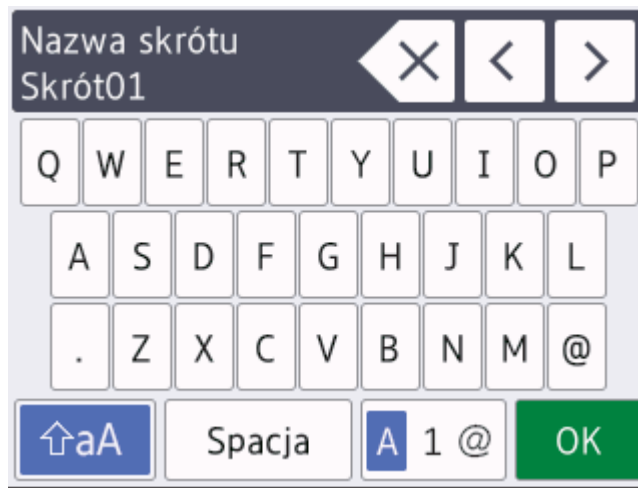 Nazwa skrótu
Skrót01
Q W E R T Y U I O P
A S D F G H J K L
. Z X C V B N M @
aA Spacja A 1 @ OK